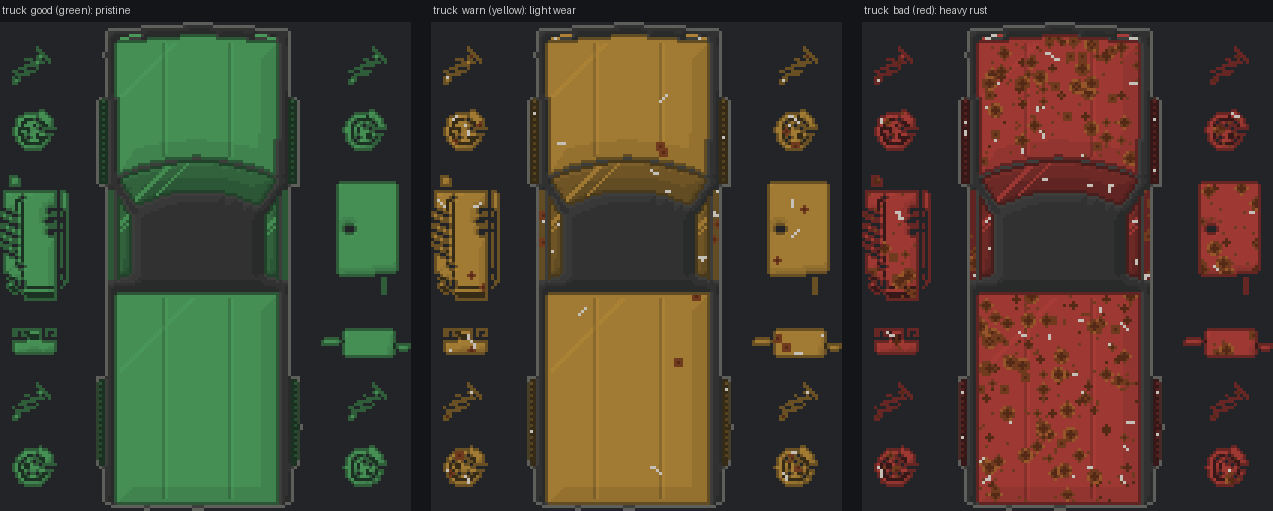 truck good (green): pristine
truck warn (yellow): light wear
truck bad (red): heavy rust